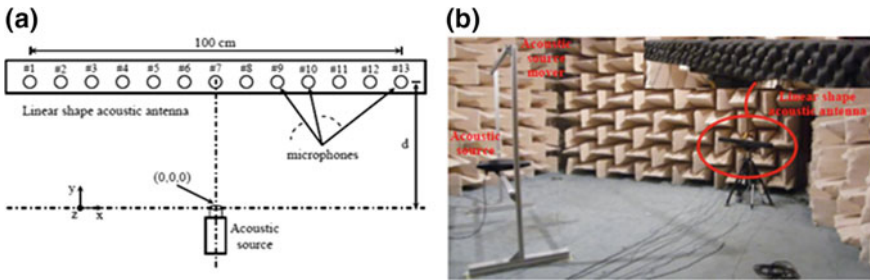 (a)
100 cm
#1 #2 #3 #4 #5 #6 #7 #8 #9 #10 #11 #12 #13
Linear shape acoustic antenna
microphones
d
(0,0,0)
y
z x
Acoustic
source
(b)
Acoustic
source mover
Acoustic
source
Linear shape
acoustic antenna